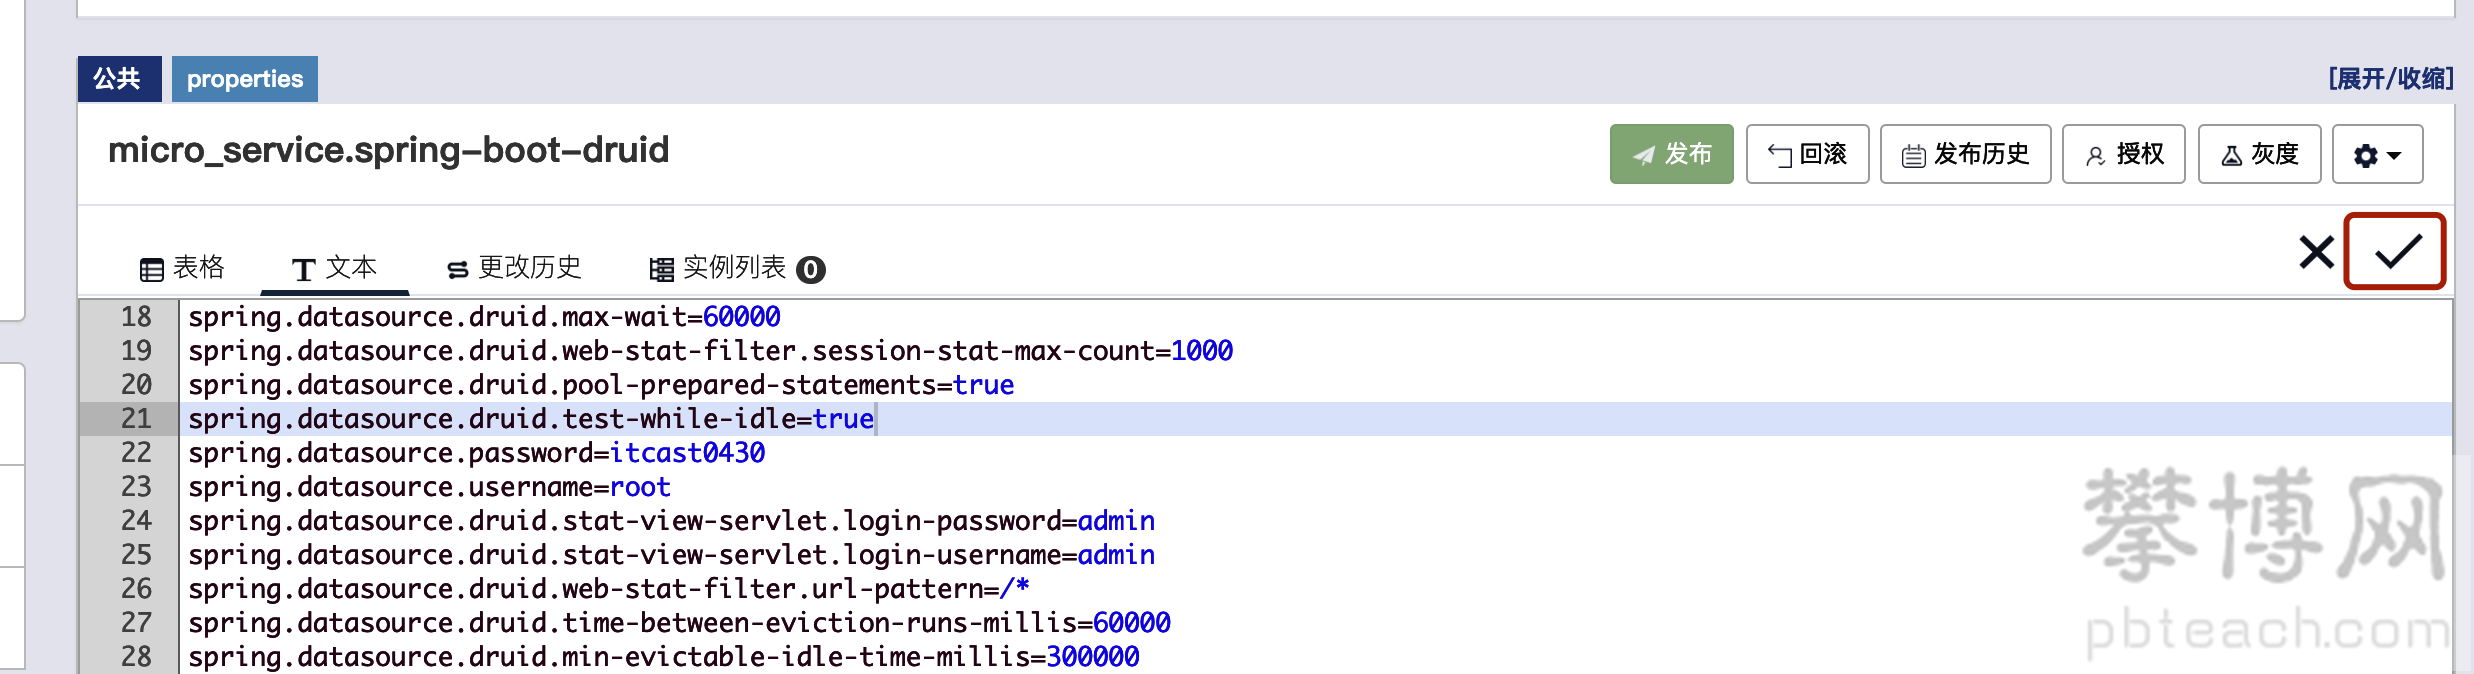 公共 properties [展开/收缩]
micro_service.spring-boot-druid 发布 回滚 发布历史 授权 灰度
表格 文本 更改历史 实例列表 0
18 spring.datasource.druid.max-wait=60000
19 spring.datasource.druid.web-stat-filter.session-stat-max-count=1000
20 spring.datasource.druid.pool-prepared-statements=true
21 spring.datasource.druid.test-while-idle=true
22 spring.datasource.password=itcast0430
23 spring.datasource.username=root
24 spring.datasource.druid.stat-view-servlet.login-password=admin
25 spring.datasource.druid.stat-view-servlet.login-username=admin
26 spring.datasource.druid.web-stat-filter.url-pattern=/*
27 spring.datasource.druid.time-between-eviction-runs-millis=60000
28 spring.datasource.druid.min-evictable-idle-time-millis=300000
攀博网
pbteach.com